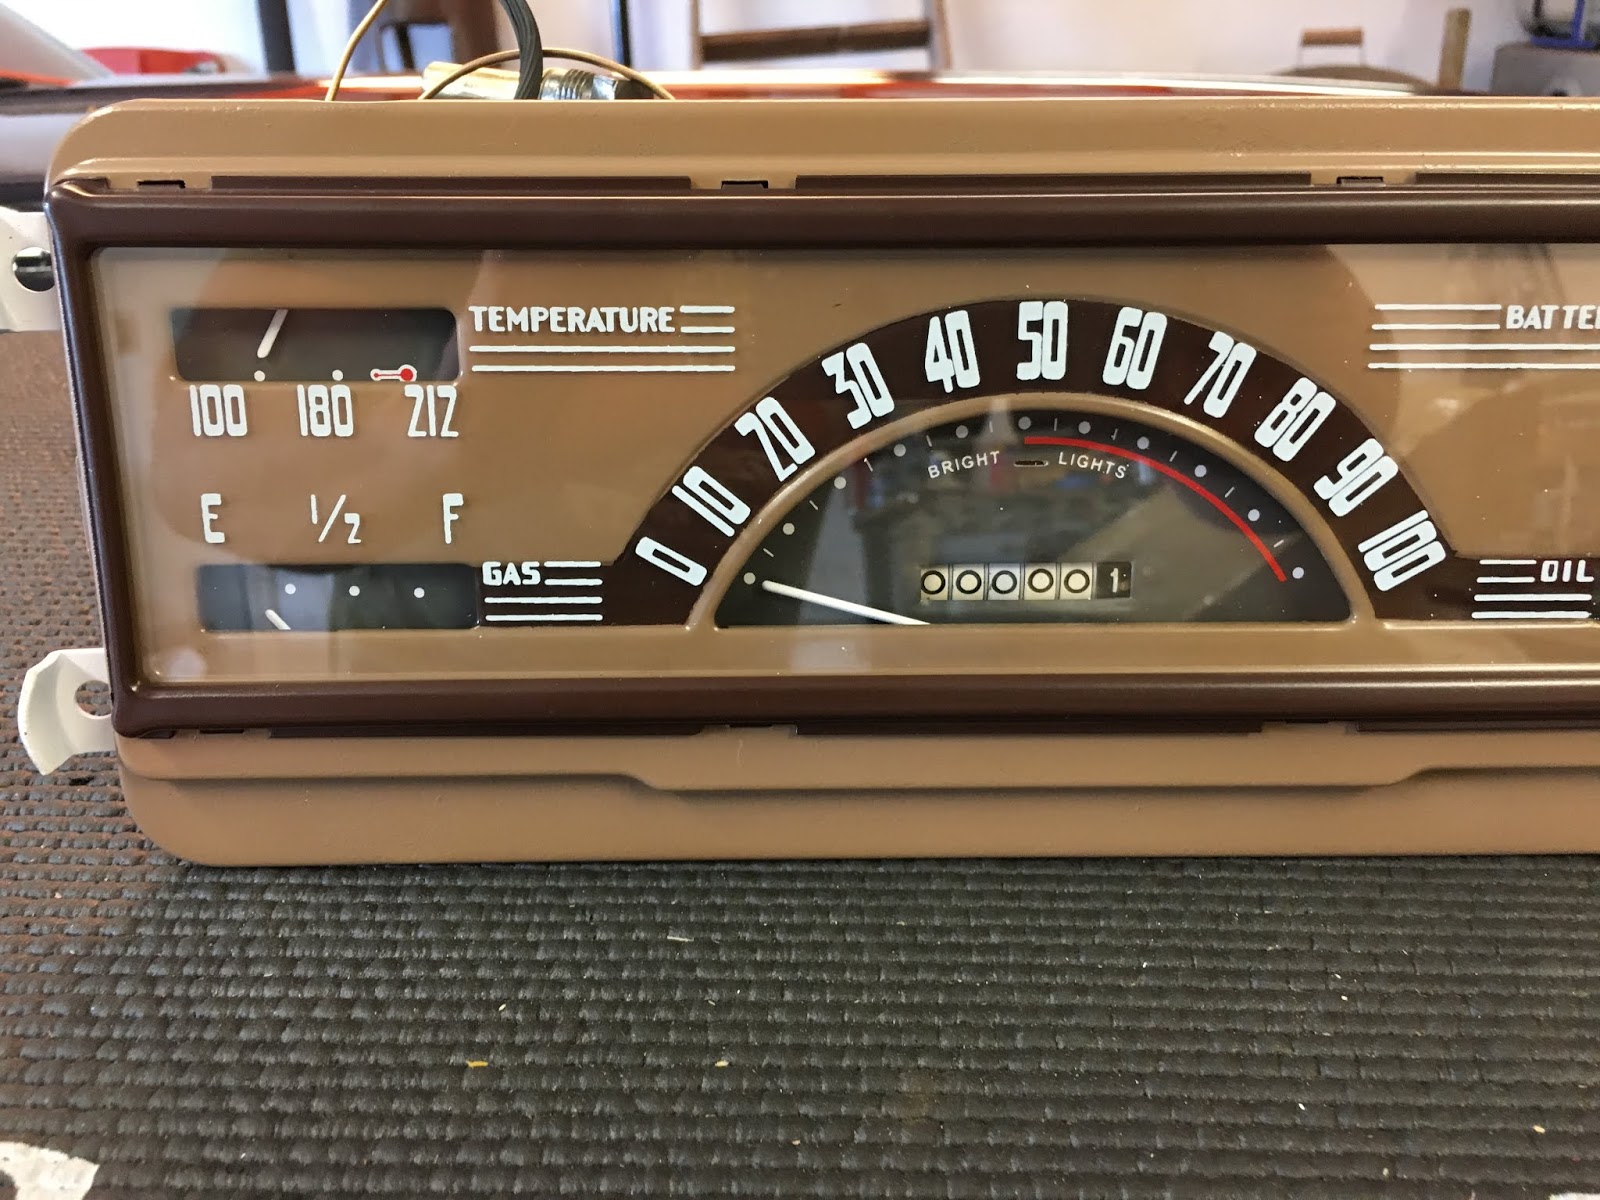 TEMPERATURE
100 180 212
E 1/2 F
GAS
0 10 20 30 40 50 60 70 80 90 100
BRIGHT LIGHTS
000001
BATTE
OIL